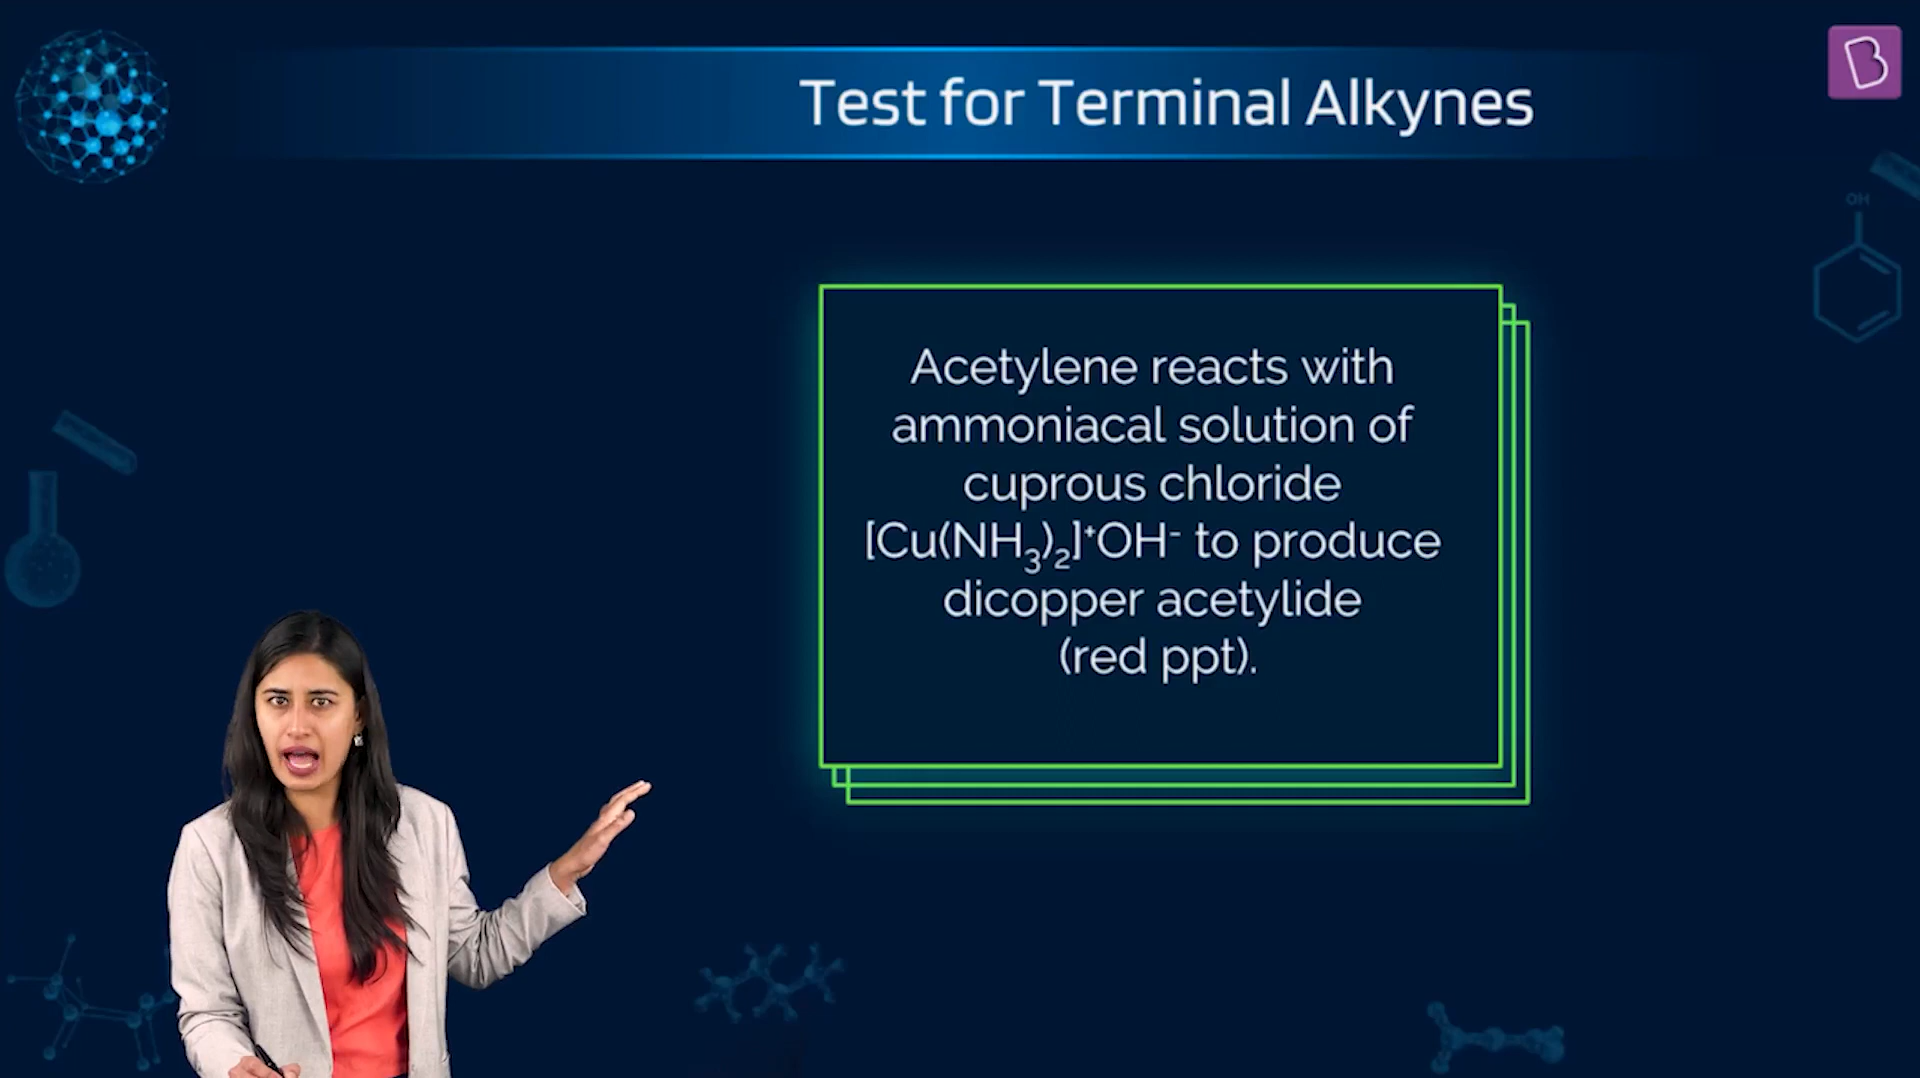 Test for Terminal Alkynes
B
OH
Acetylene reacts with
ammoniacal solution of
cuprous chloride
[Cu(NH₃)₂]⁺OH⁻ to produce
dicopper acetylide
(red ppt).